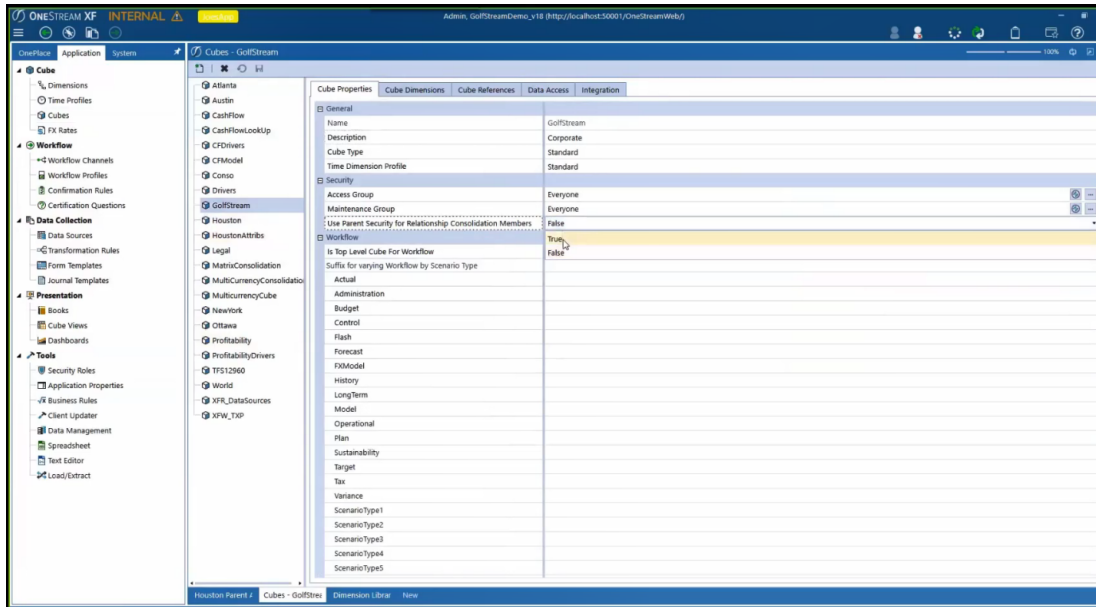 ONESTREAM XF INTERNAL
Admin, GolfStreamDemo_v18 (http://localhost:50001/OneStreamWeb/)
OnePlace Application System
Cubes - GolfStream
100%
Cube
Dimensions
Time Profiles
Cubes
FX Rates
Workflow
Workflow Channels
Workflow Profiles
Confirmation Rules
Certification Questions
Data Collection
Data Sources
Transformation Rules
Form Templates
Journal Templates
Presentation
Books
Cube Views
Dashboards
Tools
Security Roles
Application Properties
Business Rules
Client Updater
Data Management
Spreadsheet
Text Editor
Load/Extract
Atlanta
Austin
CashFlow
CashFlowLookUp
CFDrivers
CFModel
Conso
Drivers
GolfStream
Houston
HoustonAttribs
Legal
MatrixConsolidation
MultiCurrencyConsolidatio
MulticurrencyCube
NewYork
Ottawa
Profitability
ProfitabilityDrivers
TFS12960
World
XFR_DataSources
XFW_TXP
Cube Properties Cube Dimensions Cube References Data Access Integration
General
Name GolfStream
Description Corporate
Cube Type Standard
Time Dimension Profile Standard
Security
Access Group Everyone
Maintenance Group Everyone
Use Parent Security for Relationship Consolidation Members False
Workflow True
Is Top Level Cube For Workflow False
Suffix for varying Workflow by Scenario Type
Actual
Administration
Budget
Control
Flash
Forecast
FXModel
History
LongTerm
Model
Operational
Plan
Sustainability
Target
Tax
Variance
ScenarioType1
ScenarioType2
ScenarioType3
ScenarioType4
ScenarioType5
Houston Parent Cubes - GolfStrea Dimension Librar New